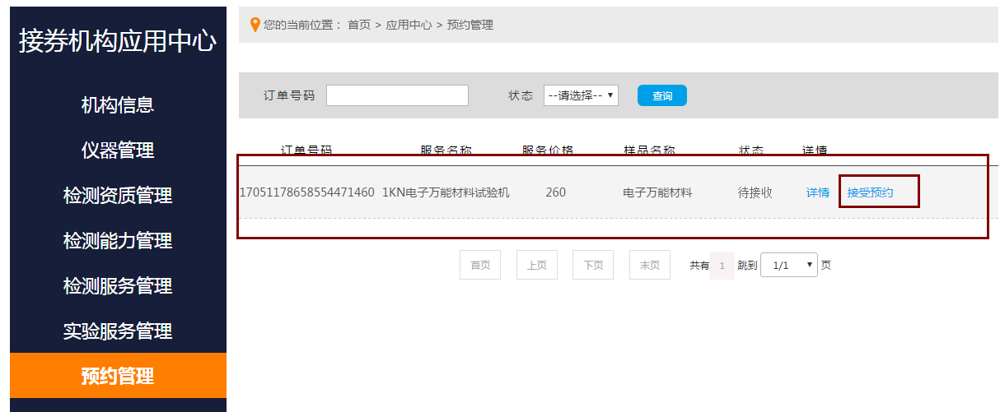 接券机构应用中心
机构信息
仪器管理
检测资质管理
检测能力管理
检测服务管理
实验服务管理
预约管理
您的当前位置： 首页 > 应用中心 > 预约管理
订单号码 状态 --请选择-- 查询
订单号码 服务名称 服务价格 样品名称 状态 详情
17051178658554471460 1KN电子万能材料试验机 260 电子万能材料 待接收 详情 接受预约
首页 上页 下页 末页 共有 1 跳到 1/1 页